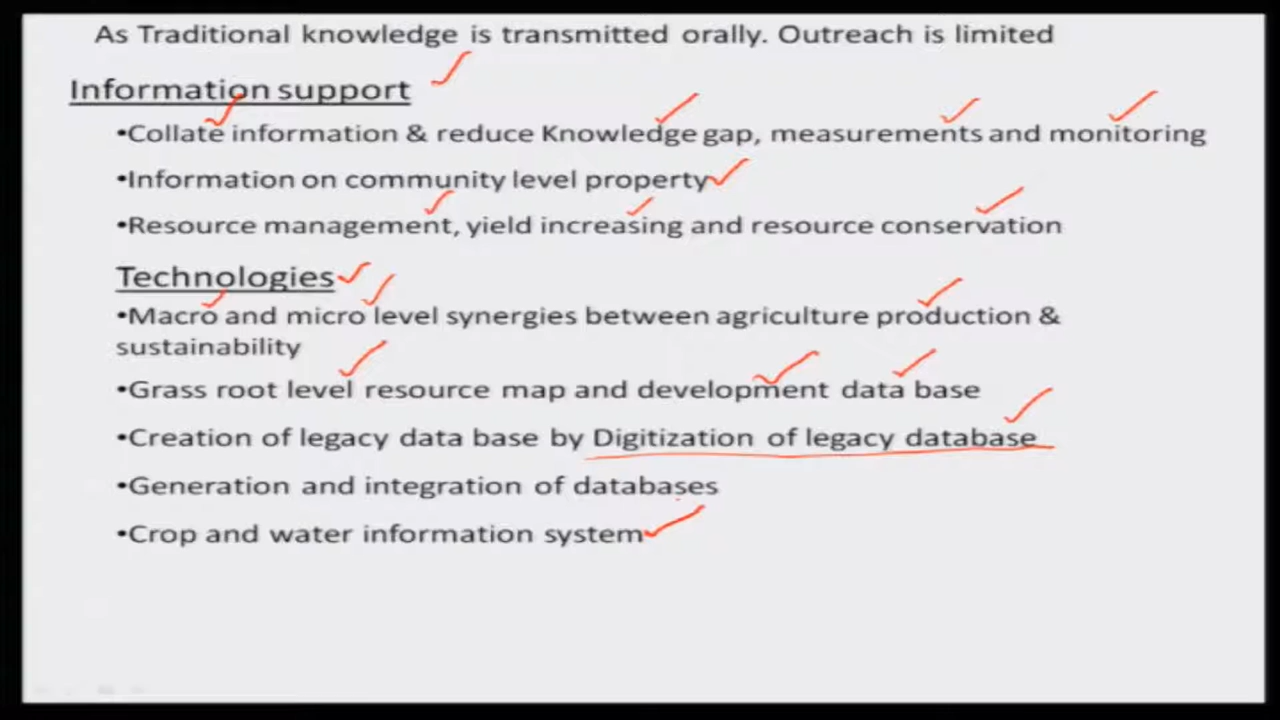 As Traditional knowledge is transmitted orally. Outreach is limited
Information support
•Collate information & reduce Knowledge gap, measurements and monitoring
•Information on community level property
•Resource management, yield increasing and resource conservation
Technologies
•Macro and micro level synergies between agriculture production &
sustainability
•Grass root level resource map and development data base
•Creation of legacy data base by Digitization of legacy database
•Generation and integration of databases
•Crop and water information system